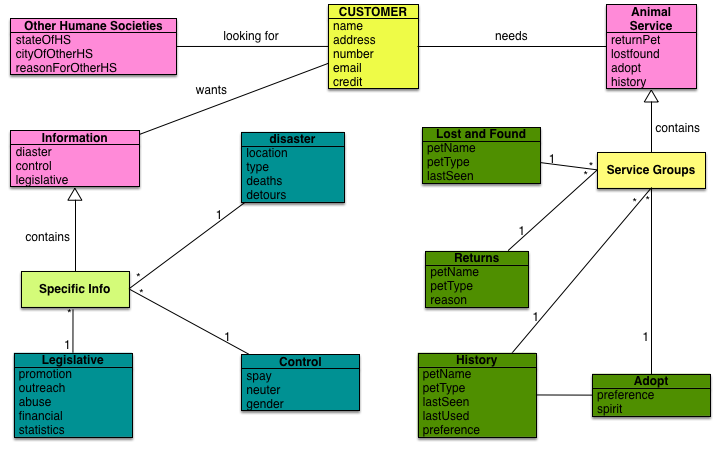 Other Humane Societies
stateOfHS
cityOfOtherHS
reasonForOtherHS
looking for
CUSTOMER
name
address
number
email
credit
needs
Animal
Service
returnPet
lostfound
adopt
history
wants
contains
Information
diaster
control
legislative
disaster
location
type
deaths
detours
Lost and Found
petName
petType
lastSeen
1
*
*
Service Groups
*
*
1
contains
1
Specific Info
*
*
*
Returns
petName
petType
reason
1
1
1
1
Legislative
promotion
outreach
abuse
financial
statistics
Control
spay
neuter
gender
History
petName
petType
lastSeen
lastUsed
preference
Adopt
preference
spirit